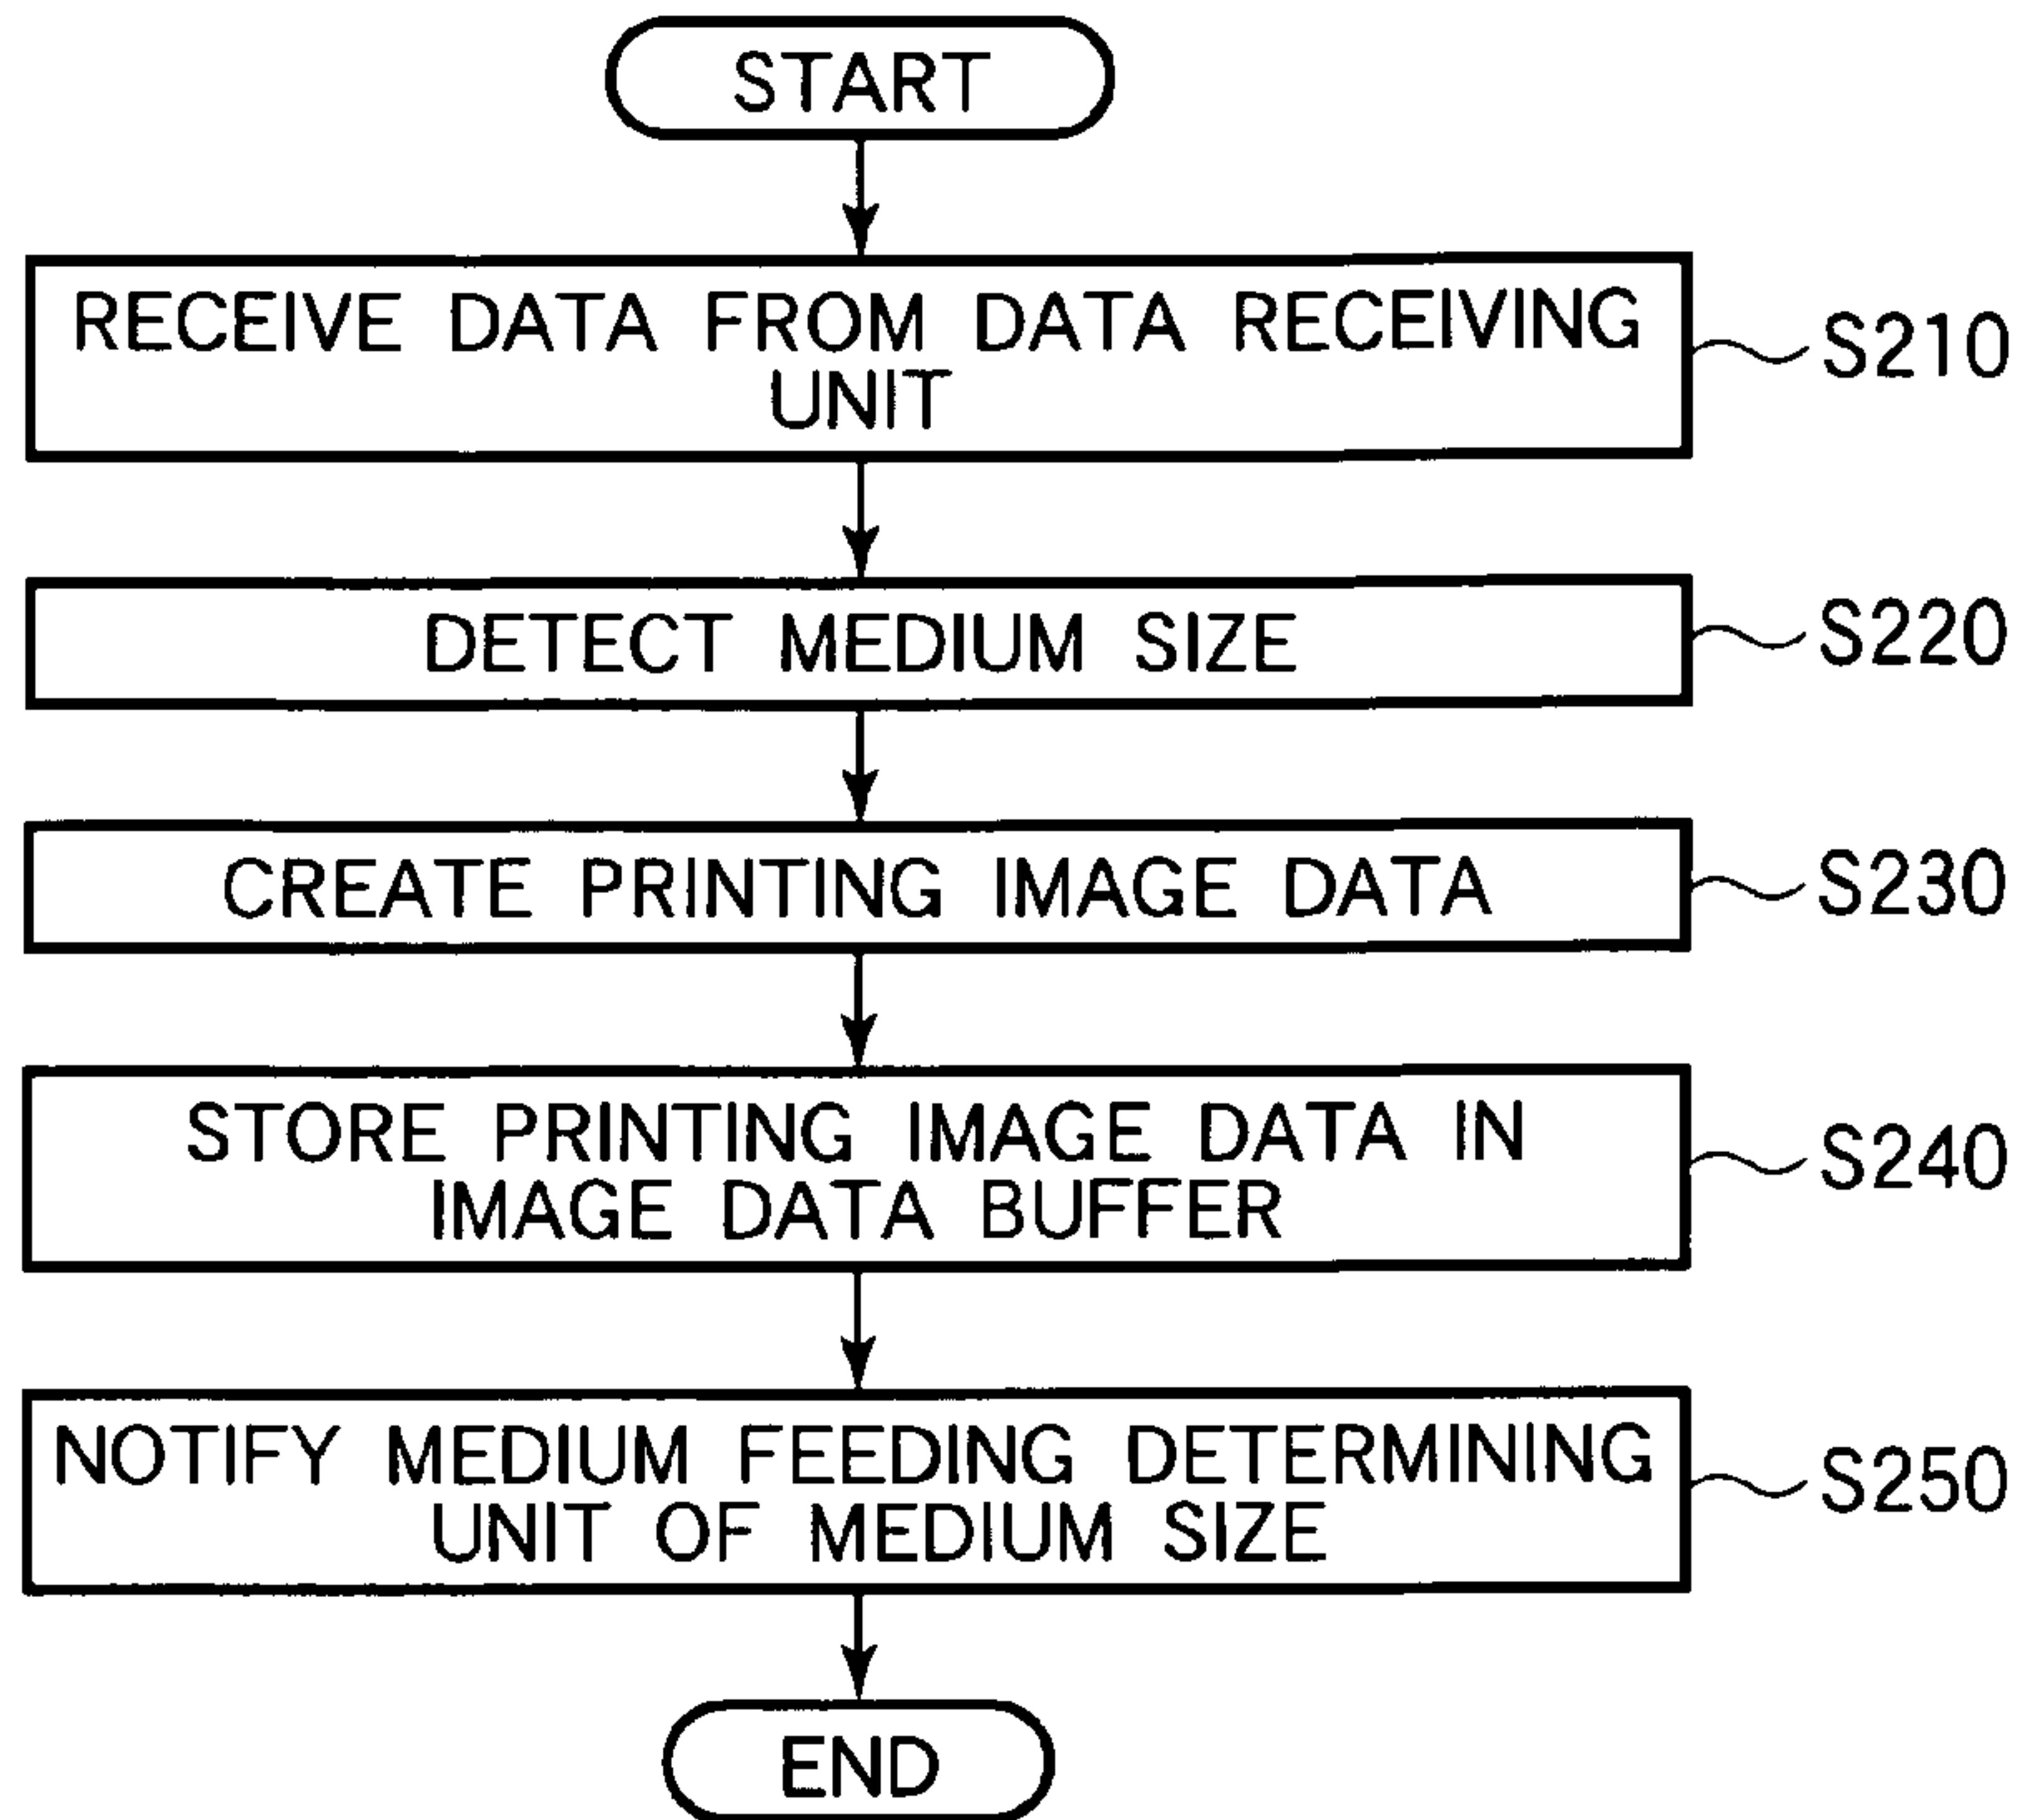 START
RECEIVE DATA FROM DATA RECEIVING
UNIT
S210
DETECT MEDIUM SIZE
S220
CREATE PRINTING IMAGE DATA
S230
STORE PRINTING IMAGE DATA IN
IMAGE DATA BUFFER
S240
NOTIFY MEDIUM FEEDING DETERMINING
UNIT OF MEDIUM SIZE
S250
END